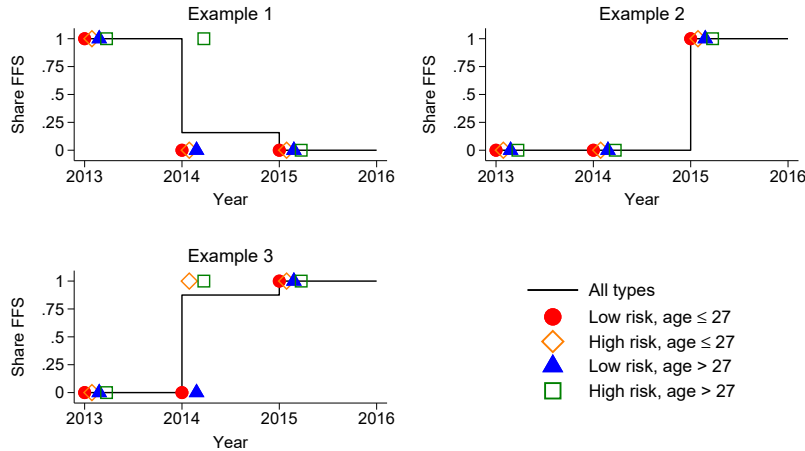 Example 1
Share FFS
1
.75
.5
.25
0
2013 2014 2015 2016
Year
Example 2
Share FFS
1
.75
.5
.25
0
2013 2014 2015 2016
Year
Example 3
Share FFS
1
.75
.5
.25
0
2013 2014 2015 2016
Year
All types
Low risk, age ≤ 27
High risk, age ≤ 27
Low risk, age > 27
High risk, age > 27